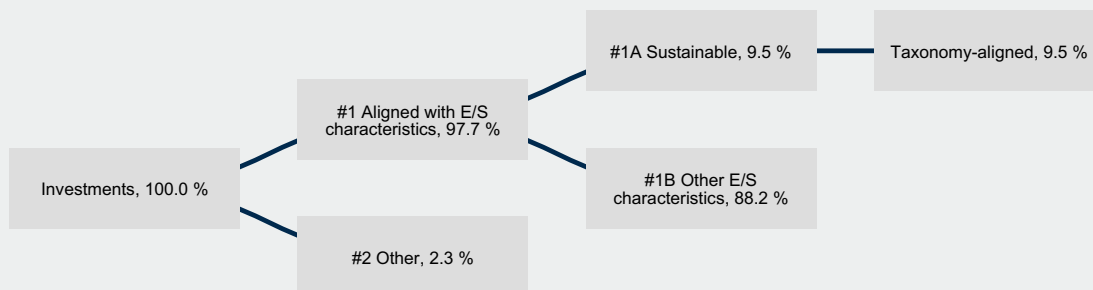 #1A Sustainable, 9.5 %
Taxonomy-aligned, 9.5 %
#1 Aligned with E/S
characteristics, 97.7 %
Investments, 100.0 %
#1B Other E/S
characteristics, 88.2 %
#2 Other, 2.3 %